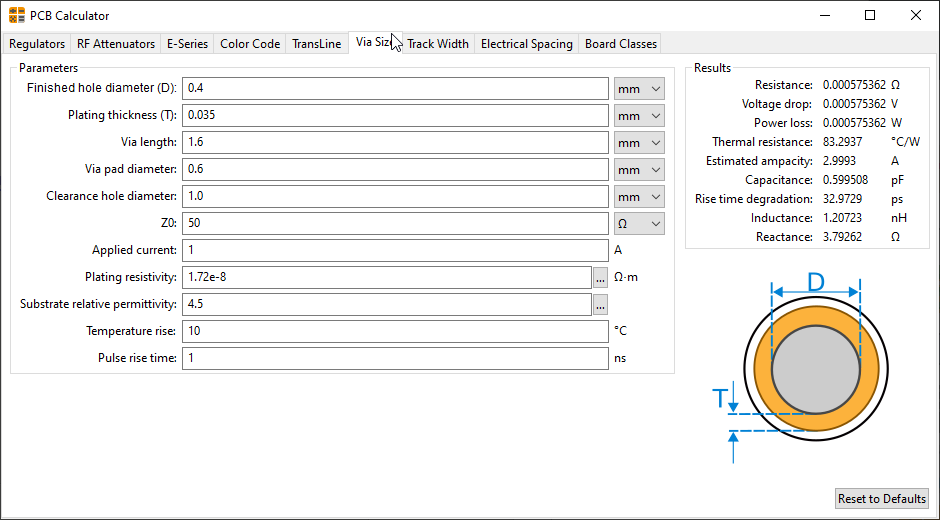 PCB Calculator
Regulators RF Attenuators E-Series Color Code TransLine Via Size Track Width Electrical Spacing Board Classes
Parameters
Finished hole diameter (D): 0.4 mm
Plating thickness (T): 0.035 mm
Via length: 1.6 mm
Via pad diameter: 0.6 mm
Clearance hole diameter: 1.0 mm
Z0: 50 Ω
Applied current: 1 A
Plating resistivity: 1.72e-8 ... Ω·m
Substrate relative permittivity: 4.5 ...
Temperature rise: 10 °C
Pulse rise time: 1 ns
Results
Resistance: 0.000575362 Ω
Voltage drop: 0.000575362 V
Power loss: 0.000575362 W
Thermal resistance: 83.2937 °C/W
Estimated ampacity: 2.9993 A
Capacitance: 0.599508 pF
Rise time degradation: 32.9729 ps
Inductance: 1.20723 nH
Reactance: 3.79262 Ω
D
T
Reset to Defaults